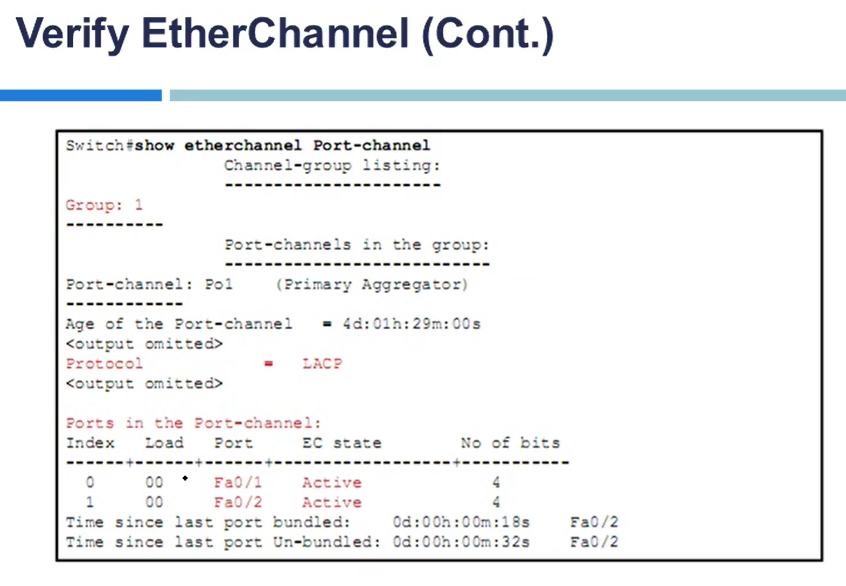 Verify EtherChannel (Cont.)
Switch#show etherchannel Port-channel
Channel-group listing:
----------------------
Group: 1
----------
Port-channels in the group:
---------------------------
Port-channel: Po1    (Primary Aggregator)
------------
Age of the Port-channel   = 4d:01h:29m:00s
<output omitted>
Protocol            =   LACP
<output omitted>
Ports in the Port-channel:
Index   Load   Port     EC state        No of bits
------+------+------+------------------+-----------
0     00     Fa0/1    Active             4
1     00     Fa0/2    Active             4
Time since last port bundled:    0d:00h:00m:18s    Fa0/2
Time since last port Un-bundled: 0d:00h:00m:32s    Fa0/2